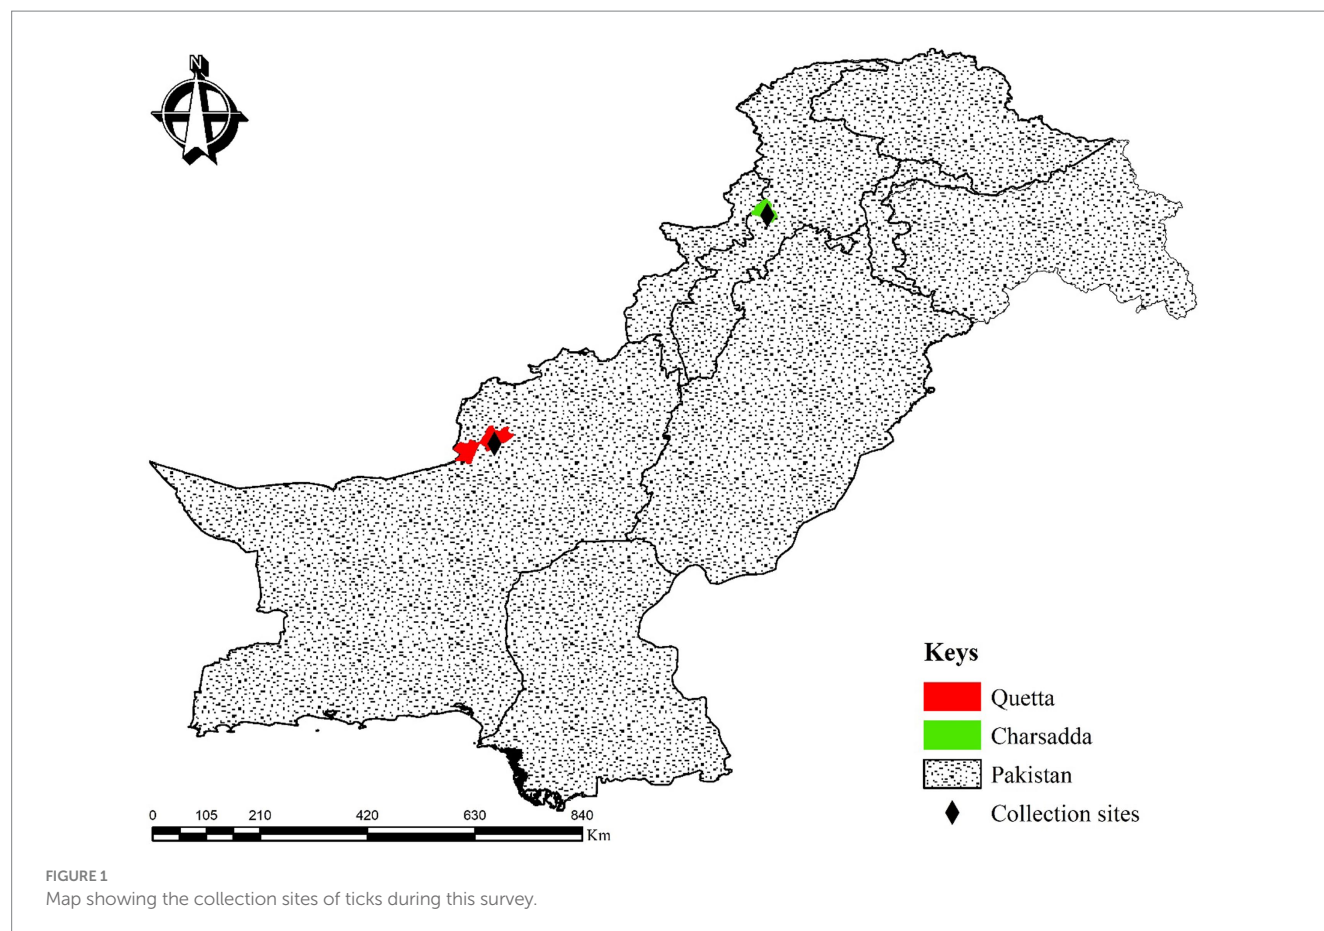 N
Keys
Quetta
Charsadda
Pakistan
Collection sites
0 105 210 420 630 840
Km
FIGURE 1
Map showing the collection sites of ticks during this survey.